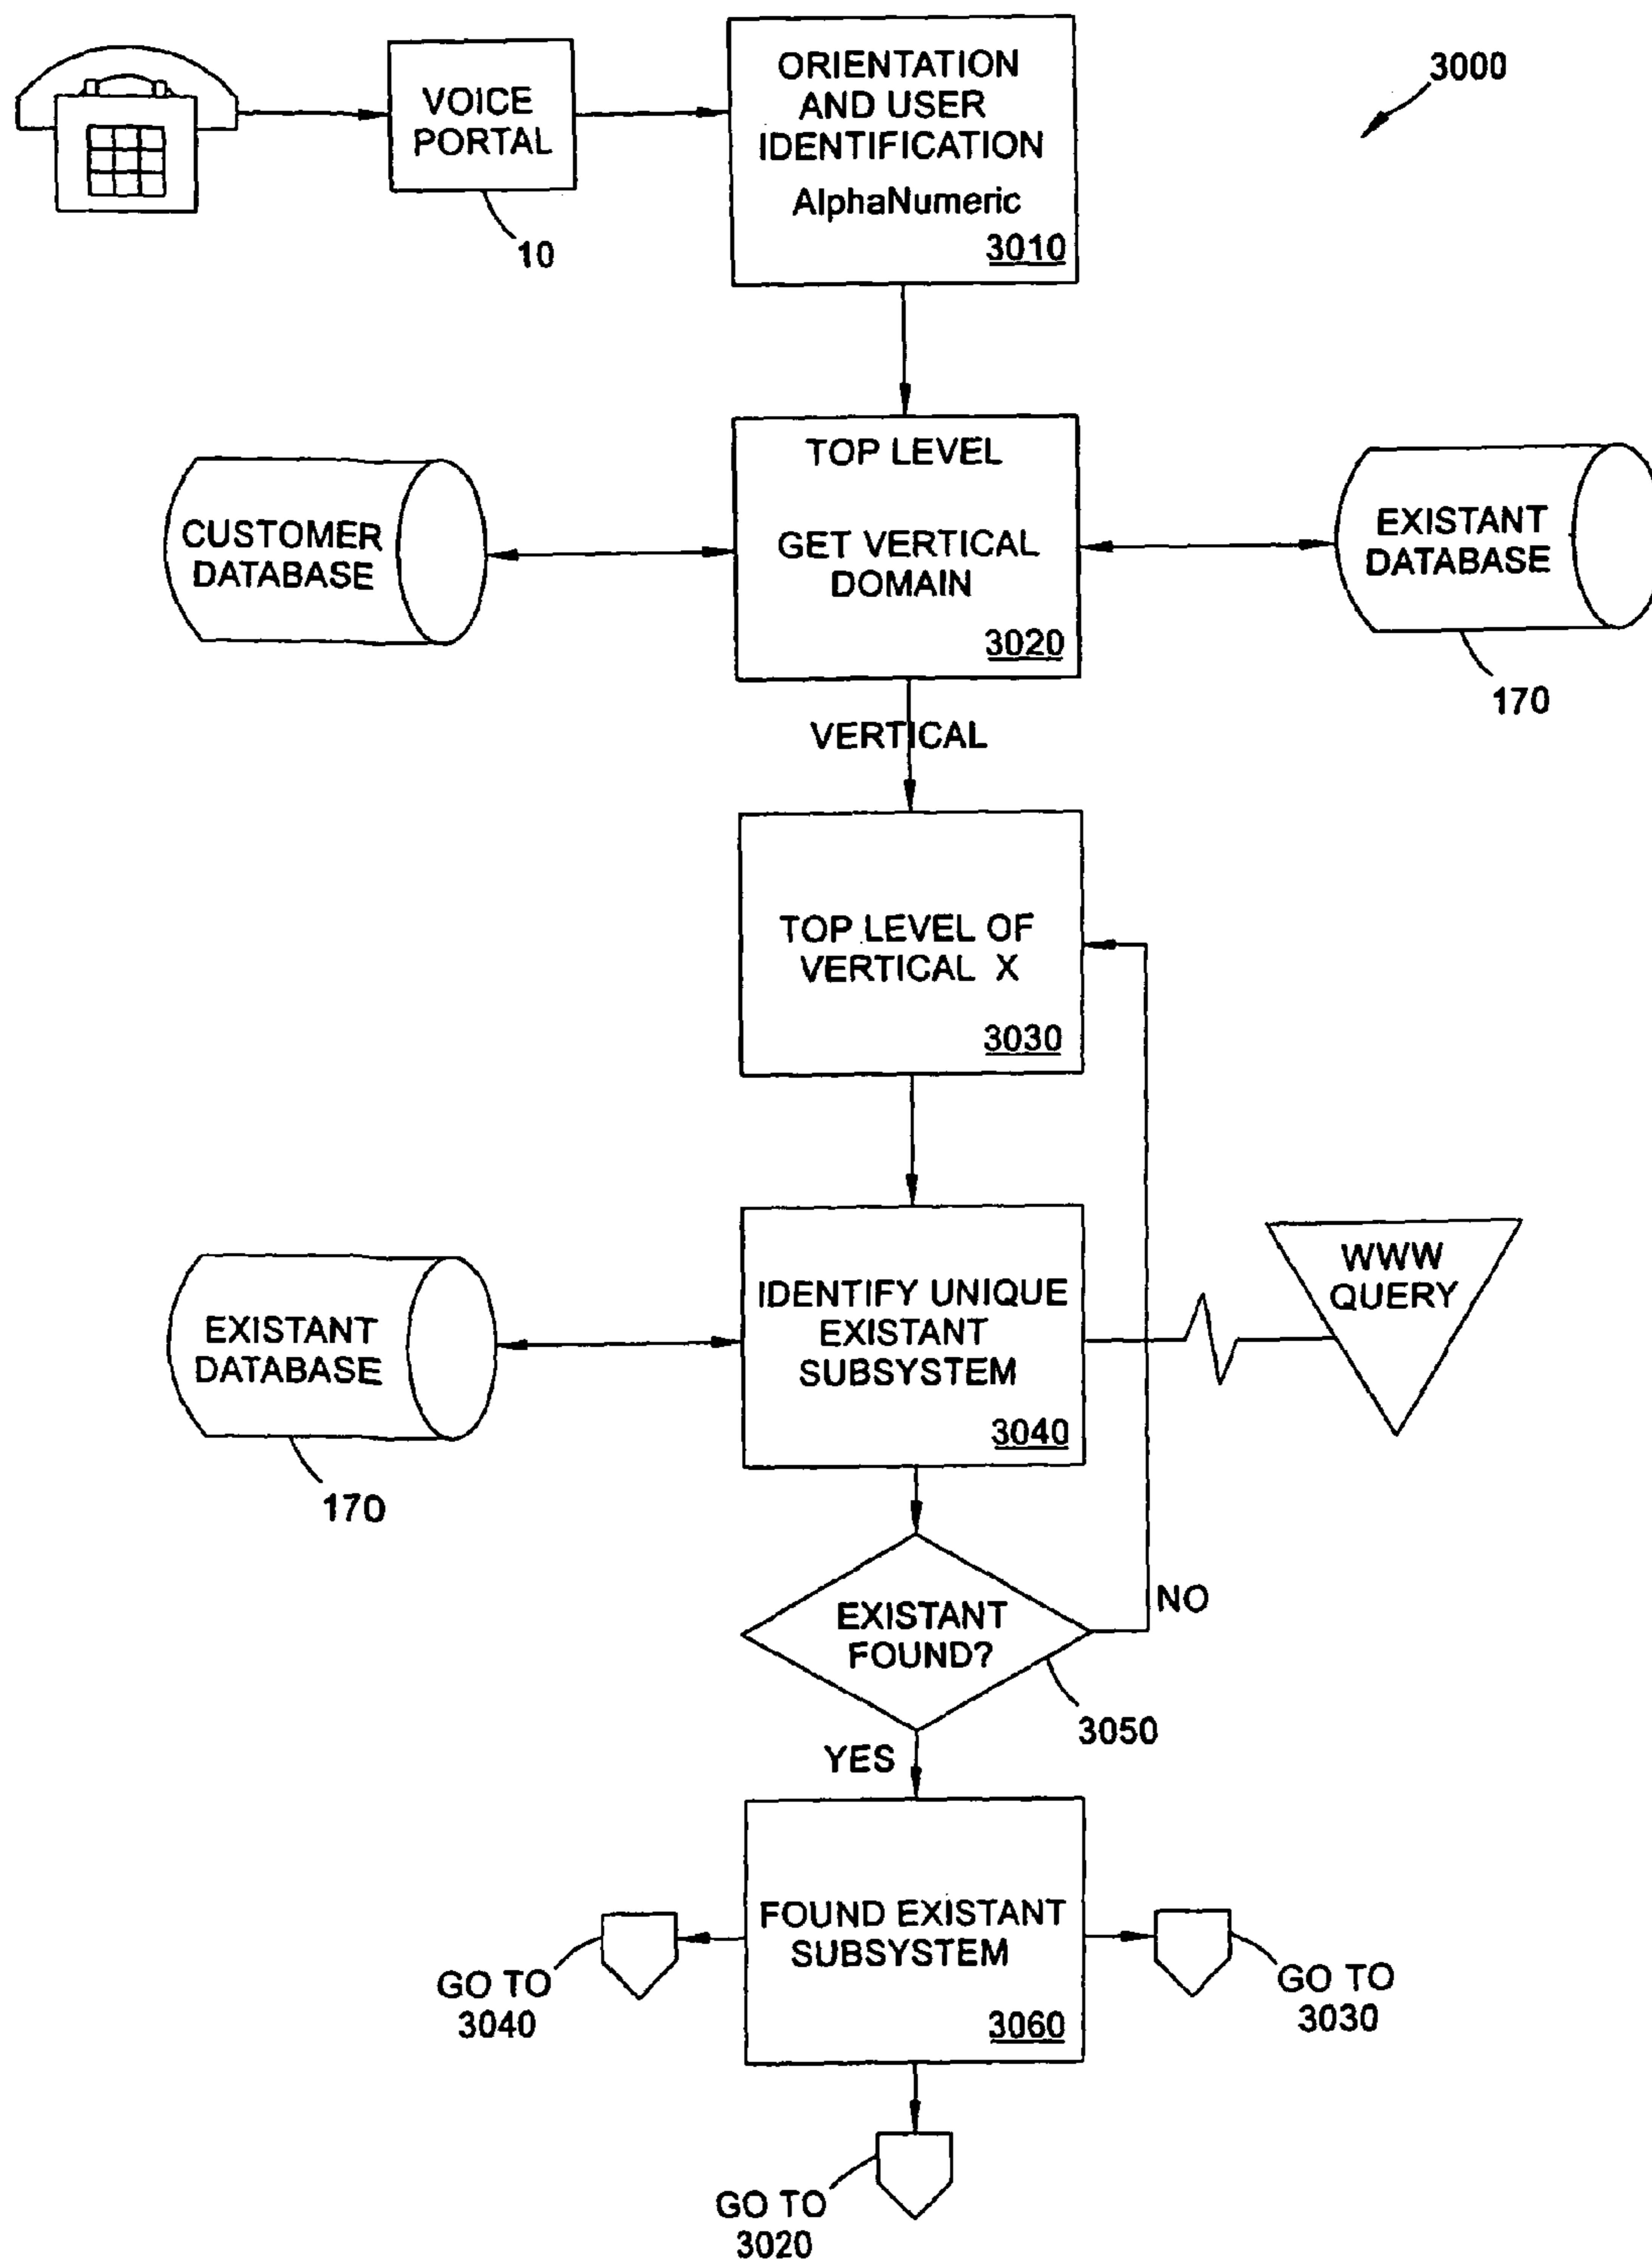 3000
VOICE
PORTAL
10
ORIENTATION
AND USER
IDENTIFICATION
AlphaNumeric
3010
CUSTOMER
DATABASE
TOP LEVEL
GET VERTICAL
DOMAIN
3020
EXISTANT
DATABASE
170
VERTICAL
TOP LEVEL OF
VERTICAL X
3030
EXISTANT
DATABASE
170
IDENTIFY UNIQUE
EXISTANT
SUBSYSTEM
3040
WWW
QUERY
EXISTANT
FOUND?
NO
3050
YES
FOUND EXISTANT
SUBSYSTEM
3060
GO TO
3040
GO TO
3030
GO TO
3020